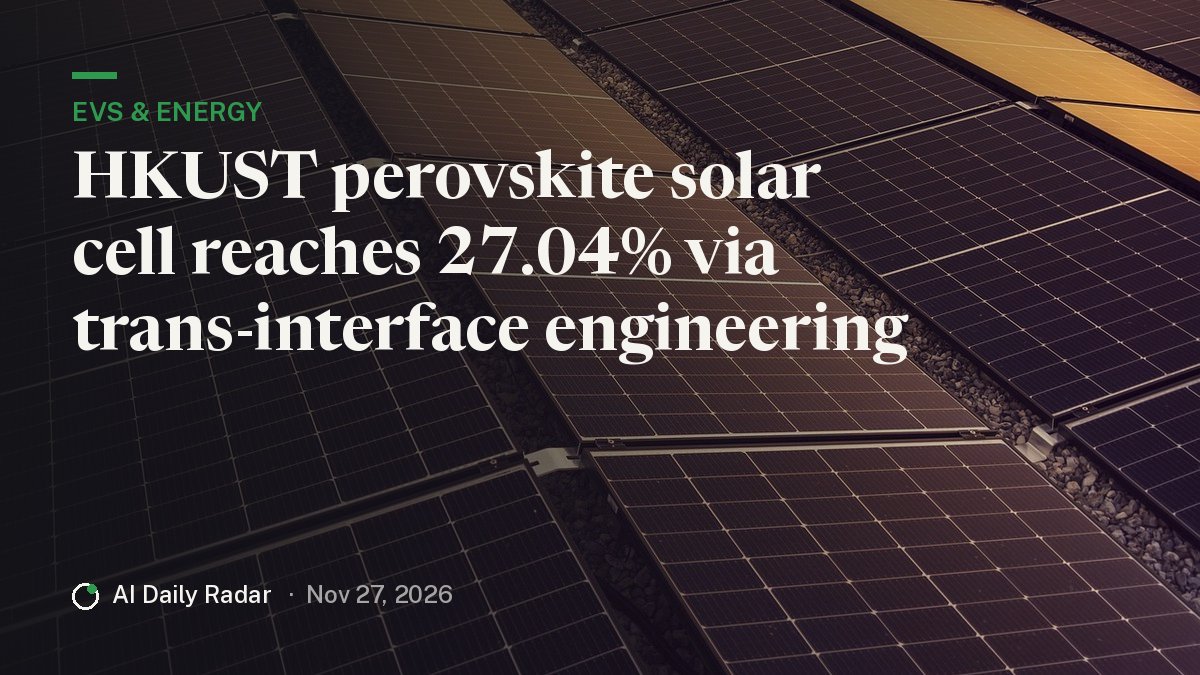 EVS & ENERGY
HKUST perovskite solar
cell reaches 27.04% via
trans-interface engineering
AI Daily Radar · Nov 27, 2026